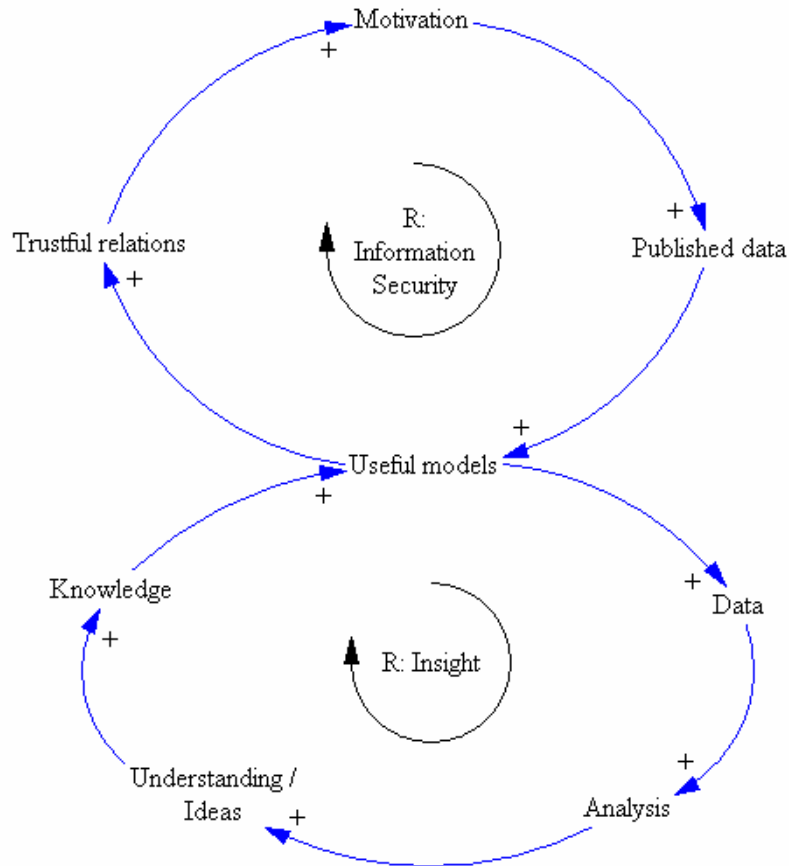 Motivation
+
+
R:
Information
Security
Trustful relations
Published data
+
+
Useful models
+
+
Knowledge
Data
+
R: Insight
+
Understanding /
Ideas
Analysis
+